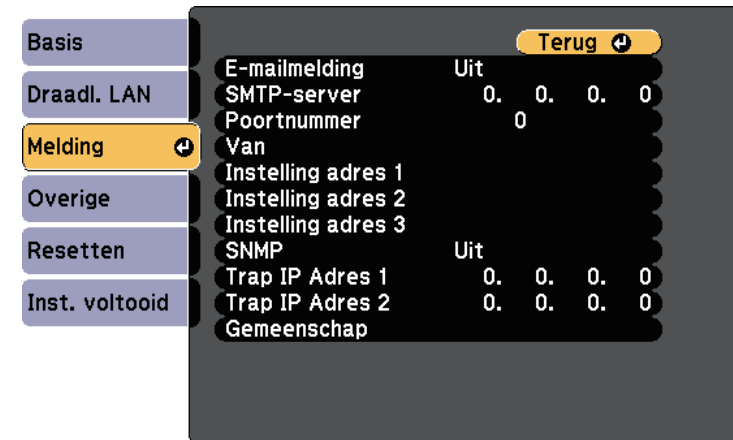 Basis
Draadl. LAN
Melding
Overige
Resetten
Inst. voltooid
Terug
E-mailmelding Uit
SMTP-server 0. 0. 0. 0
Poortnummer 0
Van
Instelling adres 1
Instelling adres 2
Instelling adres 3
SNMP Uit
Trap IP Adres 1 0. 0. 0. 0
Trap IP Adres 2 0. 0. 0. 0
Gemeenschap